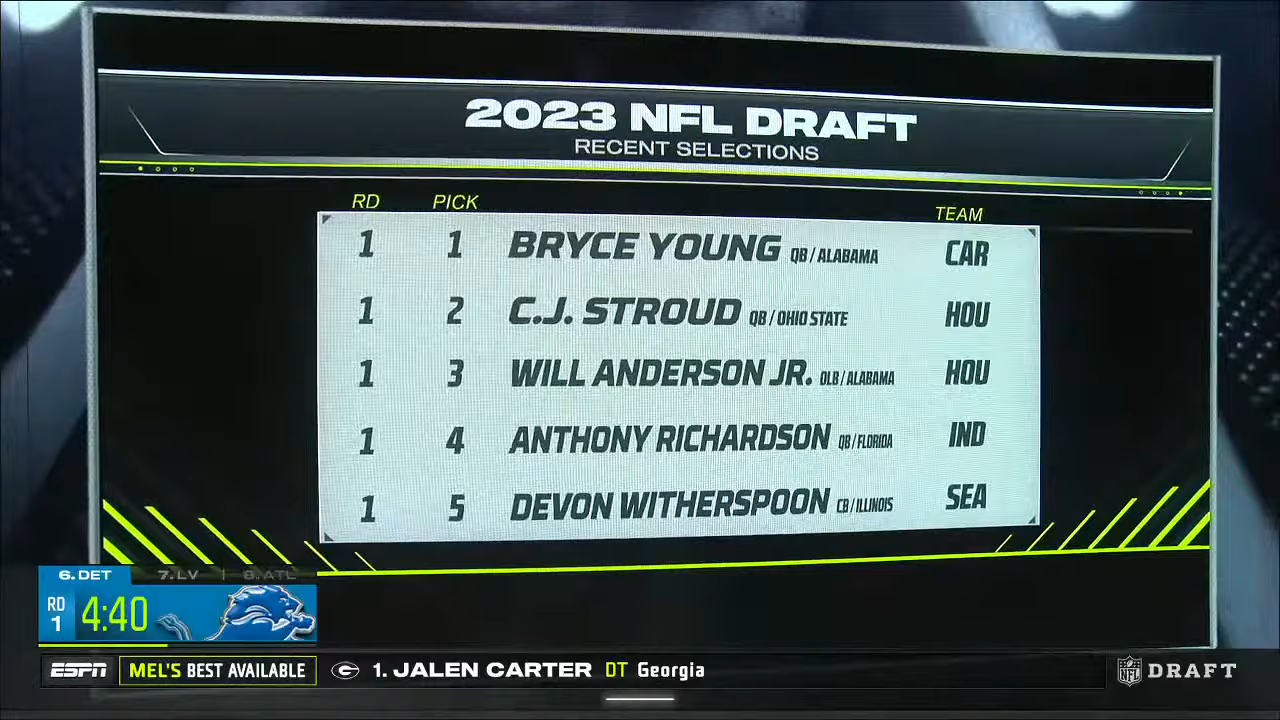 2023 NFL DRAFT
RECENT SELECTIONS
RD PICK TEAM
1 1 BRYCE YOUNG QB / ALABAMA CAR
1 2 C.J. STROUD QB / OHIO STATE HOU
1 3 WILL ANDERSON JR. OLB / ALABAMA HOU
1 4 ANTHONY RICHARDSON QB / FLORIDA IND
1 5 DEVON WITHERSPOON CB / ILLINOIS SEA
6. DET 7. LV 8. ATL
RD 1 4:40
ESPN MEL'S BEST AVAILABLE G 1. JALEN CARTER DT Georgia NFL DRAFT